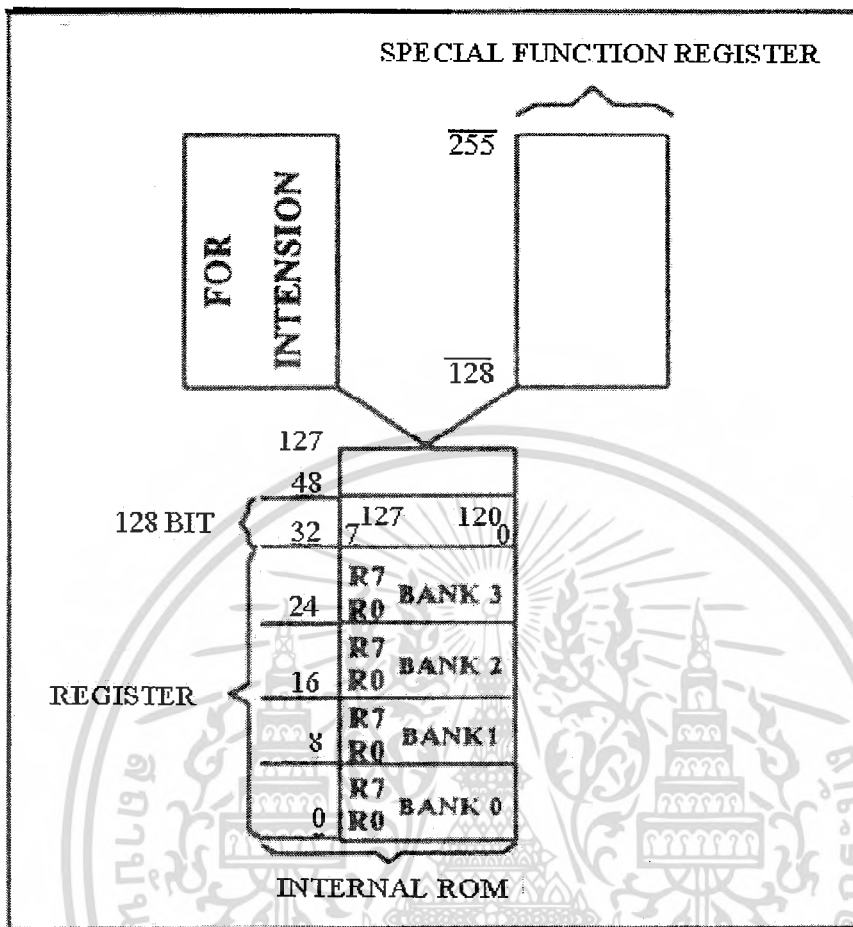 SPECIAL FUNCTION REGISTER
255
FOR
INTENSION
128
127
48
128 BIT
32
127 120
7 0
R7
R0 BANK 3
24
R7
R0 BANK 2
16
REGISTER
R7
R0 BANK1
8
R7
R0 BANK 0
0
INTERNAL ROM